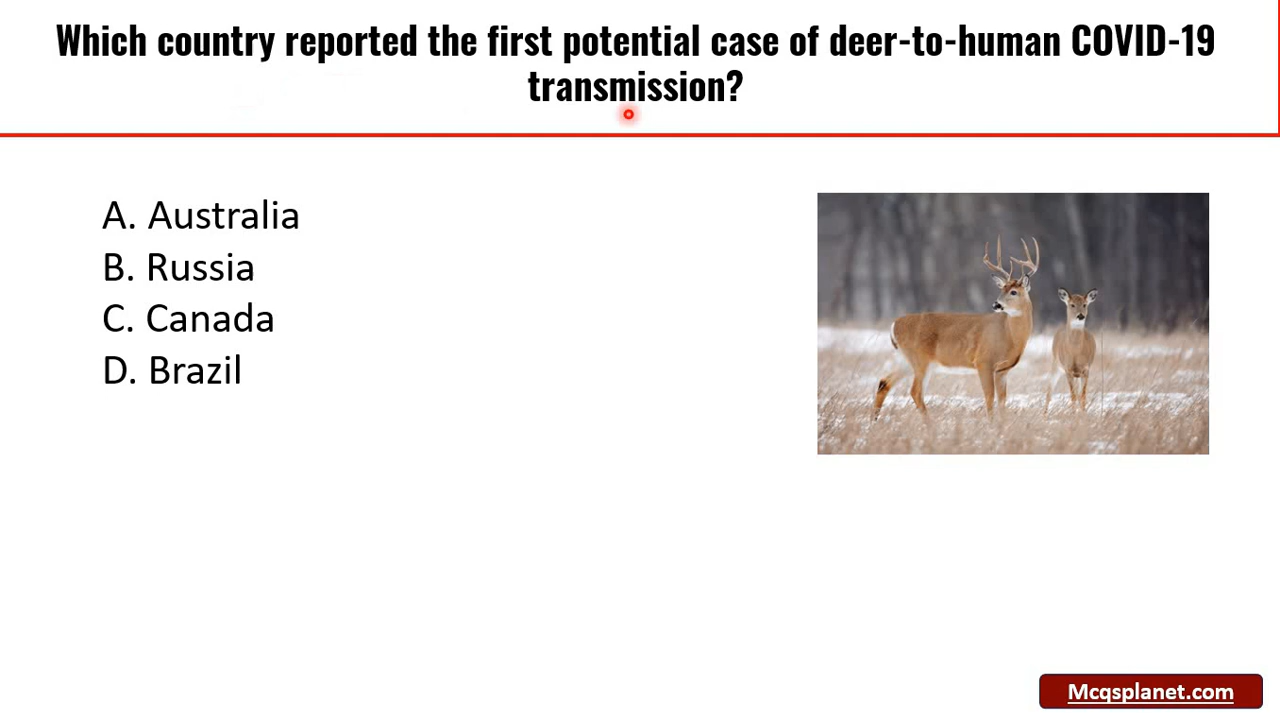 Which country reported the first potential case of deer-to-human COVID-19
transmission?
A. Australia
B. Russia
C. Canada
D. Brazil
Mcqsplanet.com